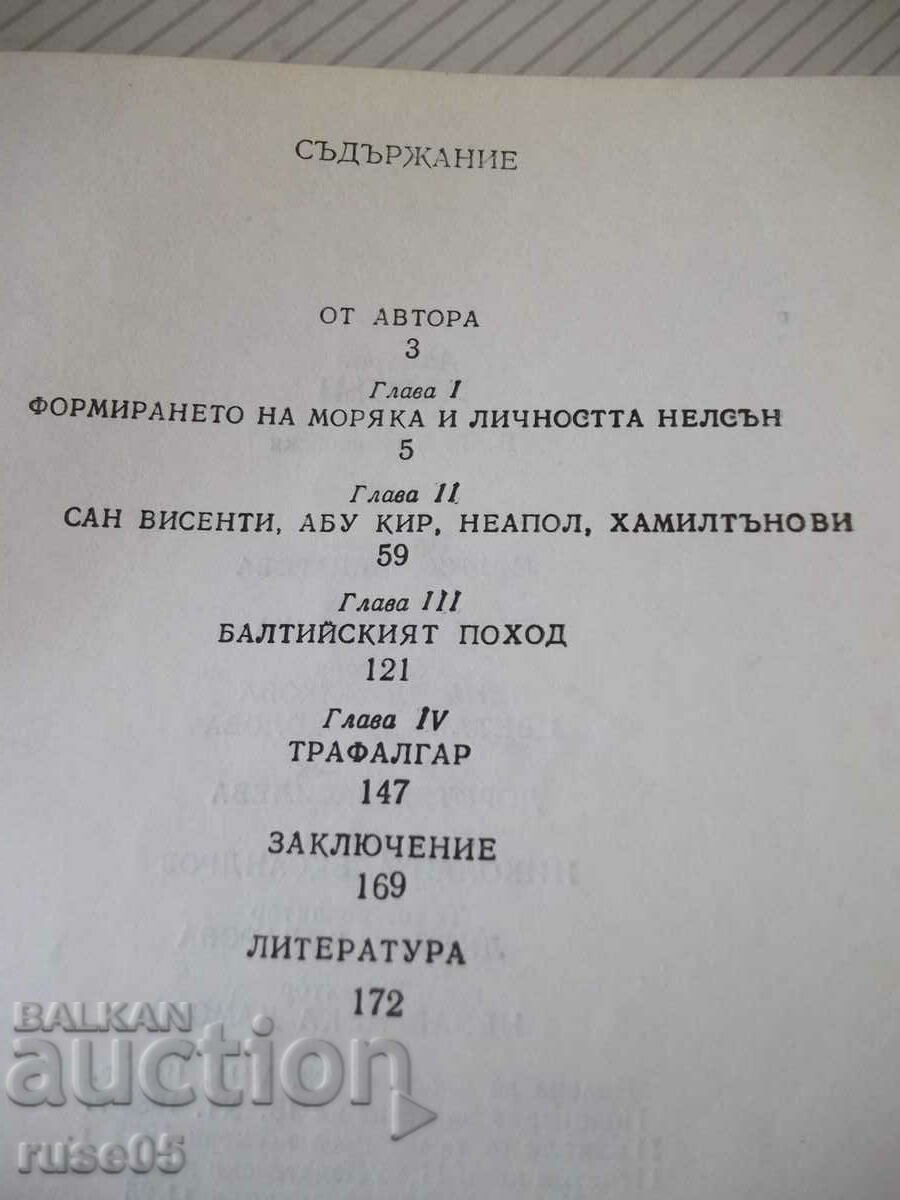 СЪДЪРЖАНИЕ
ОТ АВТОРА
3
Глава I
ФОРМИРАНЕТО НА МОРЯКА И ЛИЧНОСТТА НЕЛСЪН
5
Глава II
САН ВИСЕНТИ, АБУ КИР, НЕАПОЛ, ХАМИЛТЪНОВИ
59
Глава III
БАЛТИЙСКИЯТ ПОХОД
121
Глава IV
ТРАФАЛГАР
147
ЗАКЛЮЧЕНИЕ
169
ЛИТЕРАТУРА
172
BALKAN
auction
ruse05